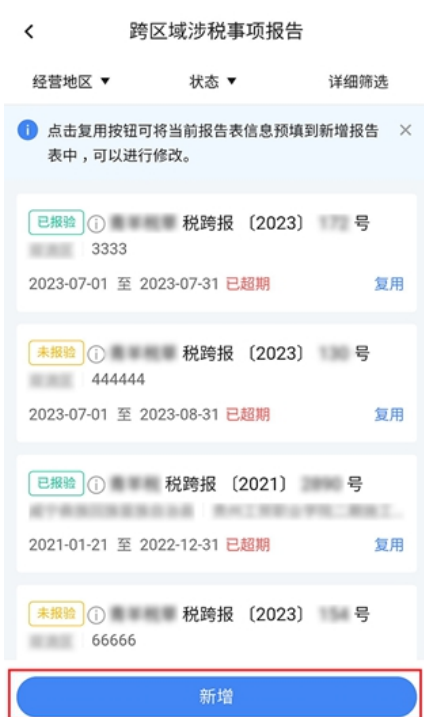 跨区域涉税事项报告
经营地区 状态 详细筛选
点击复用按钮可将当前报告表信息预填到新增报告
表中，可以进行修改。
已报验 税跨报 〔2023〕 号
3333
2023-07-01 至 2023-07-31 已超期 复用
未报验 税跨报 〔2023〕 号
444444
2023-07-01 至 2023-08-31 已超期 复用
已报验 税跨报 〔2021〕 号
2021-01-21 至 2022-12-31 已超期 复用
未报验 税跨报 〔2023〕 号
66666
新增